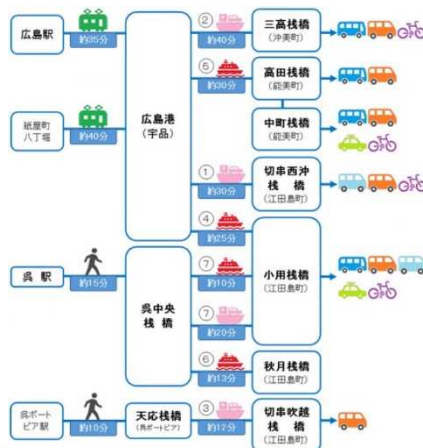 広島駅
約35分
②
約40分
三高桟橋
(沖美町)
⑤
約30分
高田桟橋
(能美町)
紙屋町
八丁堀
約40分
広島港
(宇品)
中町桟橋
(能美町)
①
約30分
切串西沖
桟橋
(江田島町)
④
約25分
呉駅
約15分
呉中央
桟橋
⑦
約10分
小用桟橋
(江田島町)
⑦
約20分
⑥
約13分
秋月桟橋
(江田島町)
呉ポート
ピア駅
約10分
天応桟橋
(呉ポートピア)
③
約12分
切串吹越
桟橋
(江田島町)